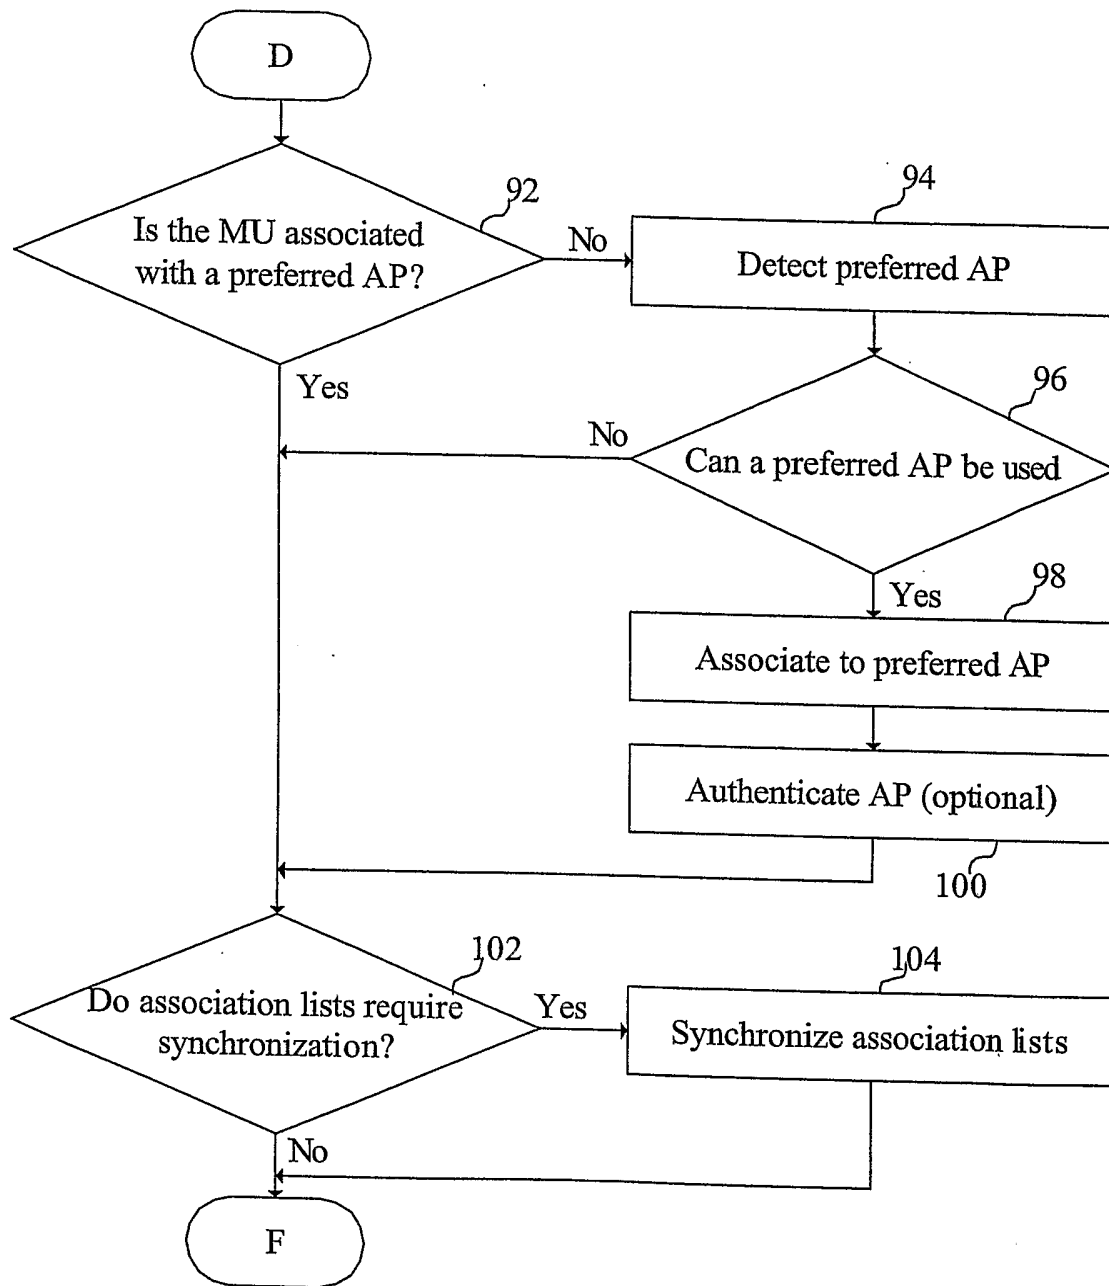 D
92
Is the MU associated
with a preferred AP?
No
94
Detect preferred AP
Yes
No
96
Can a preferred AP be used
Yes
98
Associate to preferred AP
Authenticate AP (optional)
100
102
Do association lists require
synchronization?
Yes
104
Synchronize association lists
No
F